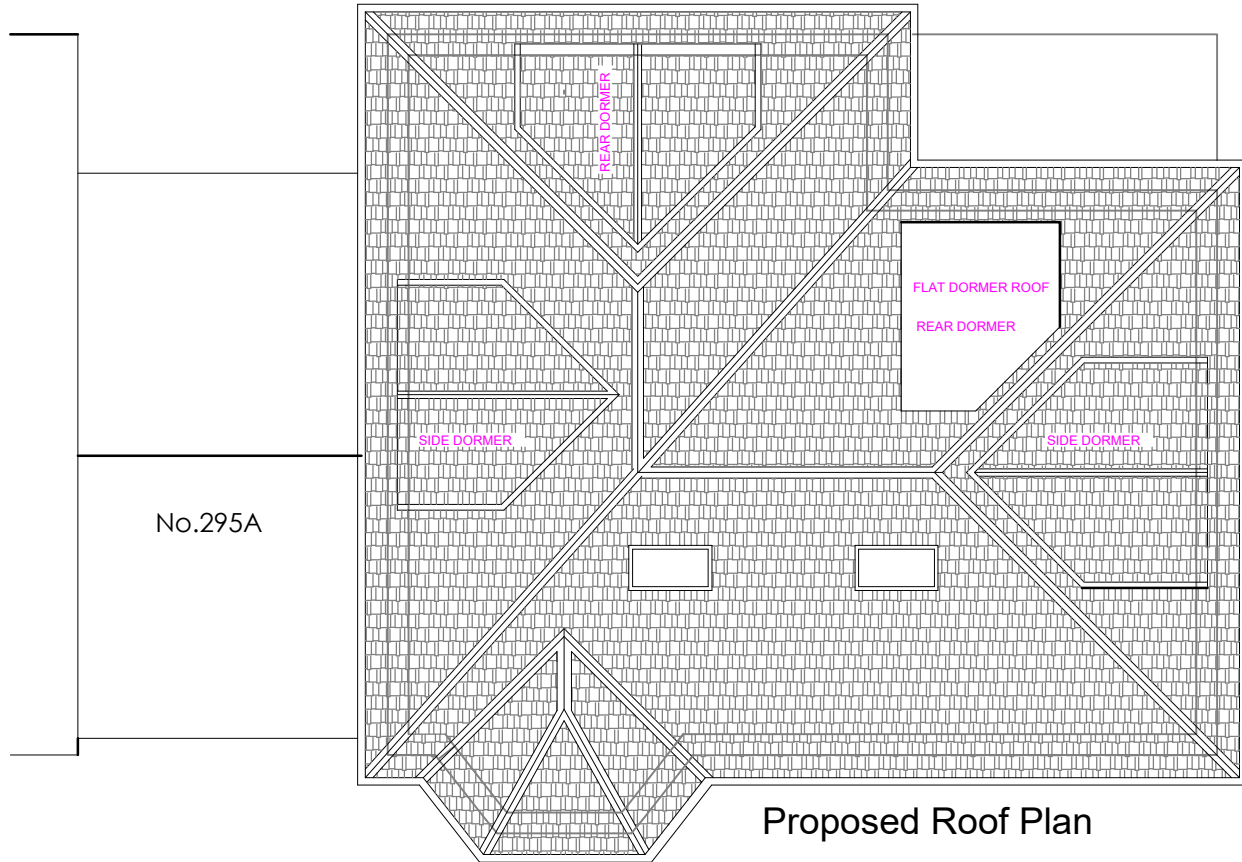 REAR DORMER
FLAT DORMER ROOF
REAR DORMER
SIDE DORMER
SIDE DORMER
No.295A
Proposed Roof Plan